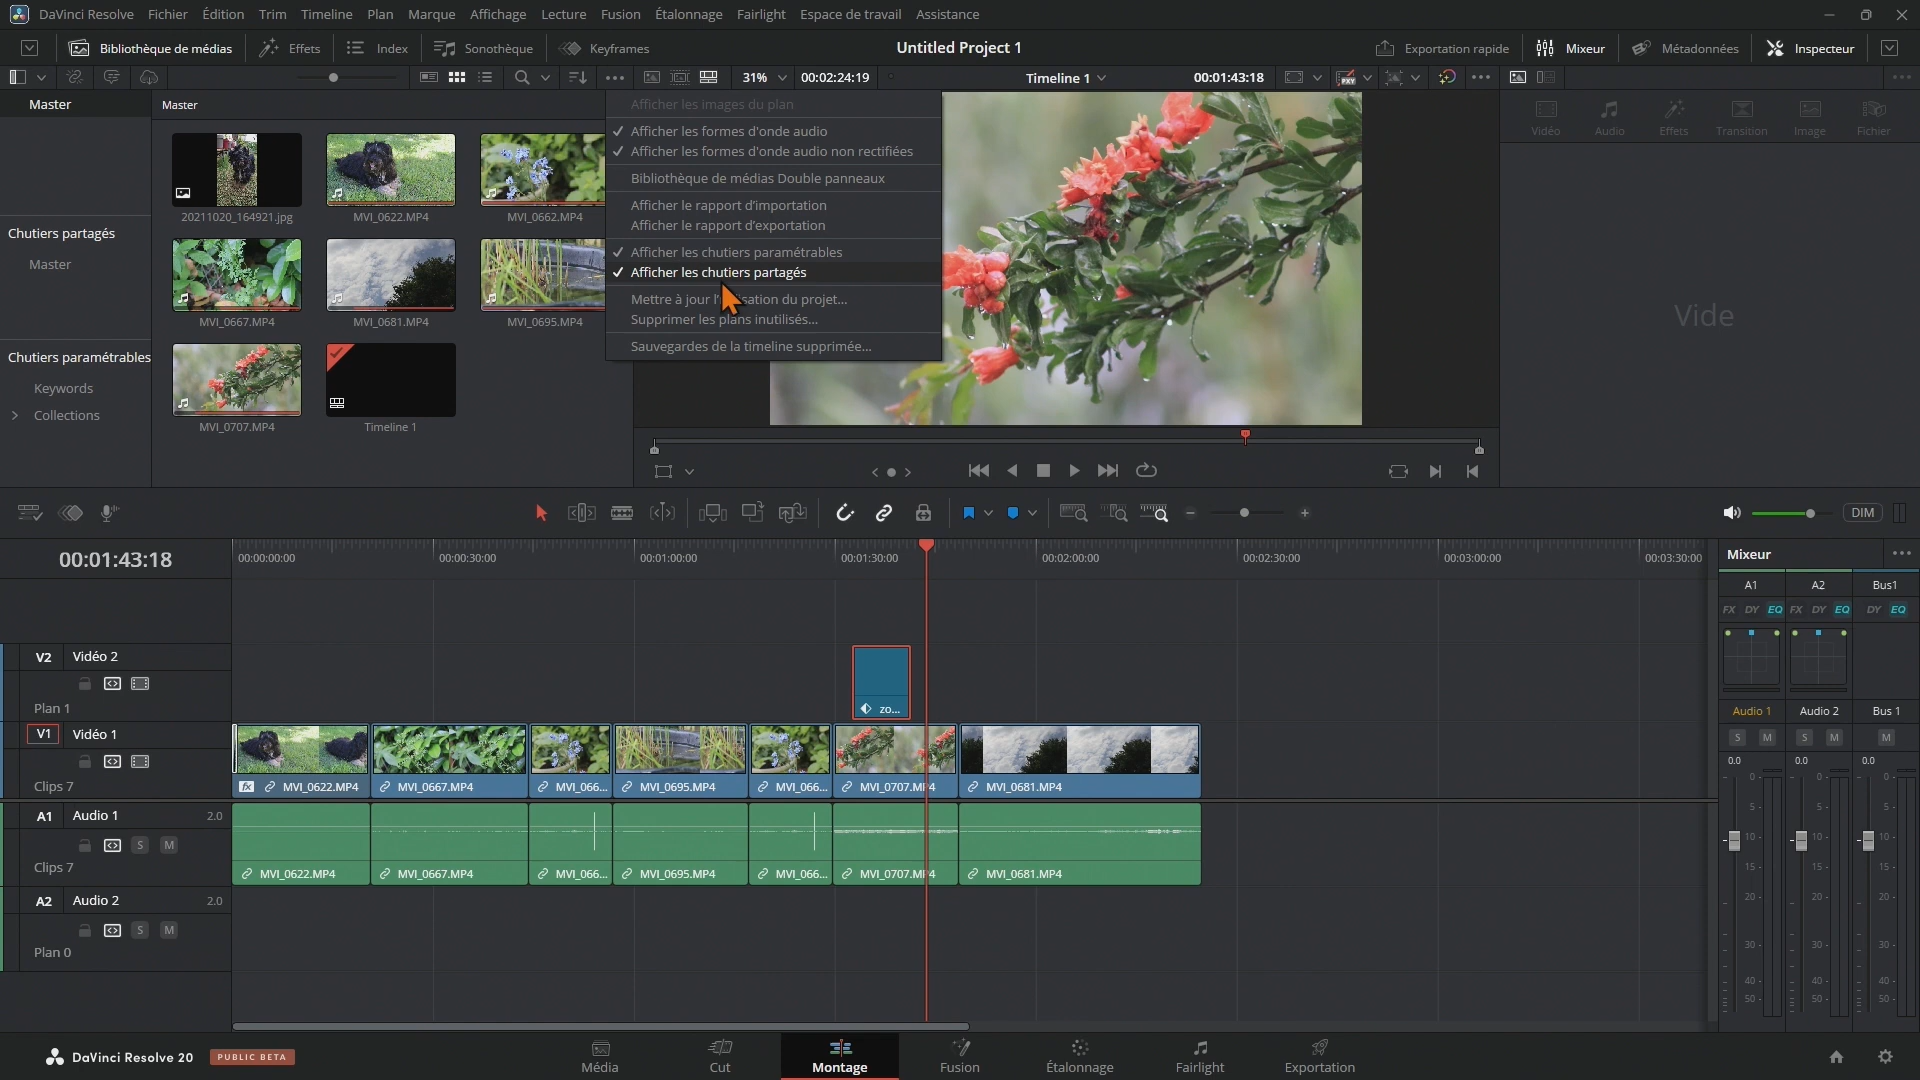 DaVinci Resolve Fichier Édition Trim Timeline Plan Marque Affichage Lecture Fusion Étalonnage Fairlight Espace de travail Assistance
Bibliothèque de médias Effets Index Sonothèque Keyframes Untitled Project 1 Exportation rapide Mixeur Métadonnées Inspecteur
31% 00:02:24:19 Timeline 1 00:01:43:18
Master Master
Afficher les images du plan
Afficher les formes d'onde audio
Afficher les formes d'onde audio non rectifiées
Bibliothèque de médias Double panneaux
Afficher le rapport d'importation
Afficher le rapport d'exportation
Afficher les chutiers paramétrables
Afficher les chutiers partagés
Mettre à jour sation du projet...
Supprimer les plans inutilisés...
Sauvegardes de la timeline supprimée...
Vidéo Audio Effets Transition Image Fichier
20211020_164921.jpg MVI_0622.MP4 MVI_0662.MP4
Chutiers partagés
Master
MVI_0667.MP4 MVI_0681.MP4 MVI_0695.MP4
Vide
Chutiers paramétrables
Keywords
Collections
MVI_0707.MP4 Timeline 1
DIM
00:01:43:18 00:00:00:00 00:00:30:00 00:01:00:00 00:01:30:00 00:02:00:00 00:02:30:00 00:03:00:00 00:03:30:00 Mixeur
A1 A2 Bus1
FX DY EQ FX DY EQ DY EQ
V2 Vidéo 2
Plan 1 zo...
Audio 1 Audio 2 Bus 1
V1 Vidéo 1
S M S M M
0.0 0.0 0.0
Clips 7 fx MVI_0622.MP4 MVI_0667.MP4 MVI_066... MVI_0695.MP4 MVI_066... MVI_0707.MP4 MVI_0681.MP4
A1 Audio 1 2.0
S M
Clips 7 MVI_0622.MP4 MVI_0667.MP4 MVI_066... MVI_0695.MP4 MVI_066... MVI_0707.MP4 MVI_0681.MP4
A2 Audio 2 2.0
S M
Plan 0
0 0 0
5 5 5
10 10 10
15 15 15
20 20 20
30 30 30
40 40 40
50 50 50
DaVinci Resolve 20 PUBLIC BETA Média Cut Montage Fusion Étalonnage Fairlight Exportation